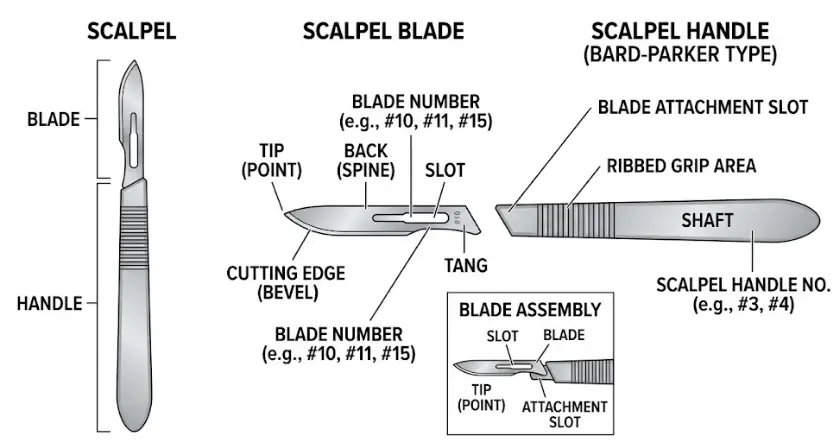 SCALPEL
BLADE
HANDLE
SCALPEL BLADE
BLADE NUMBER
(e.g., #10, #11, #15)
TIP
(POINT)
BACK
(SPINE)
SLOT
#10
TANG
CUTTING EDGE
(BEVEL)
BLADE NUMBER
(e.g., #10, #11, #15)
SCALPEL HANDLE
(BARD-PARKER TYPE)
BLADE ATTACHMENT SLOT
RIBBED GRIP AREA
SHAFT
SCALPEL HANDLE NO.
(e.g., #3, #4)
BLADE ASSEMBLY
SLOT
BLADE
TIP
(POINT)
ATTACHMENT
SLOT